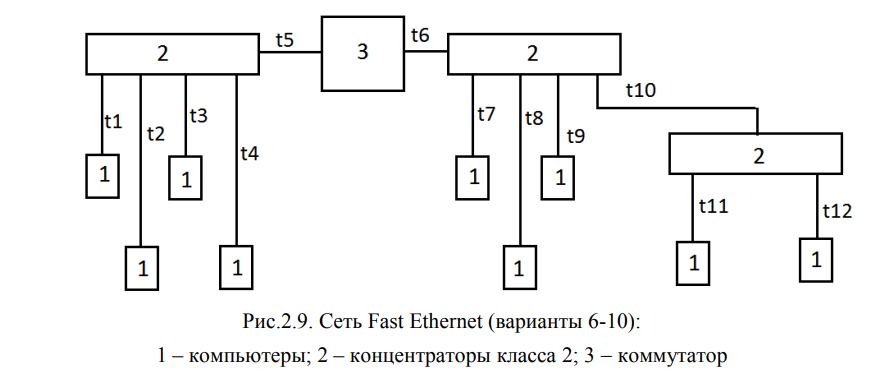 t5
t6
2
3
2
t10
t1
t2
t3
t4
t7
t8
t9
2
1
1
1
1
t11
t12
1
1
1
1
1
1
Рис.2.9. Сеть Fast Ethernet (варианты 6-10):
1 – компьютеры; 2 – концентраторы класса 2; 3 – коммутатор